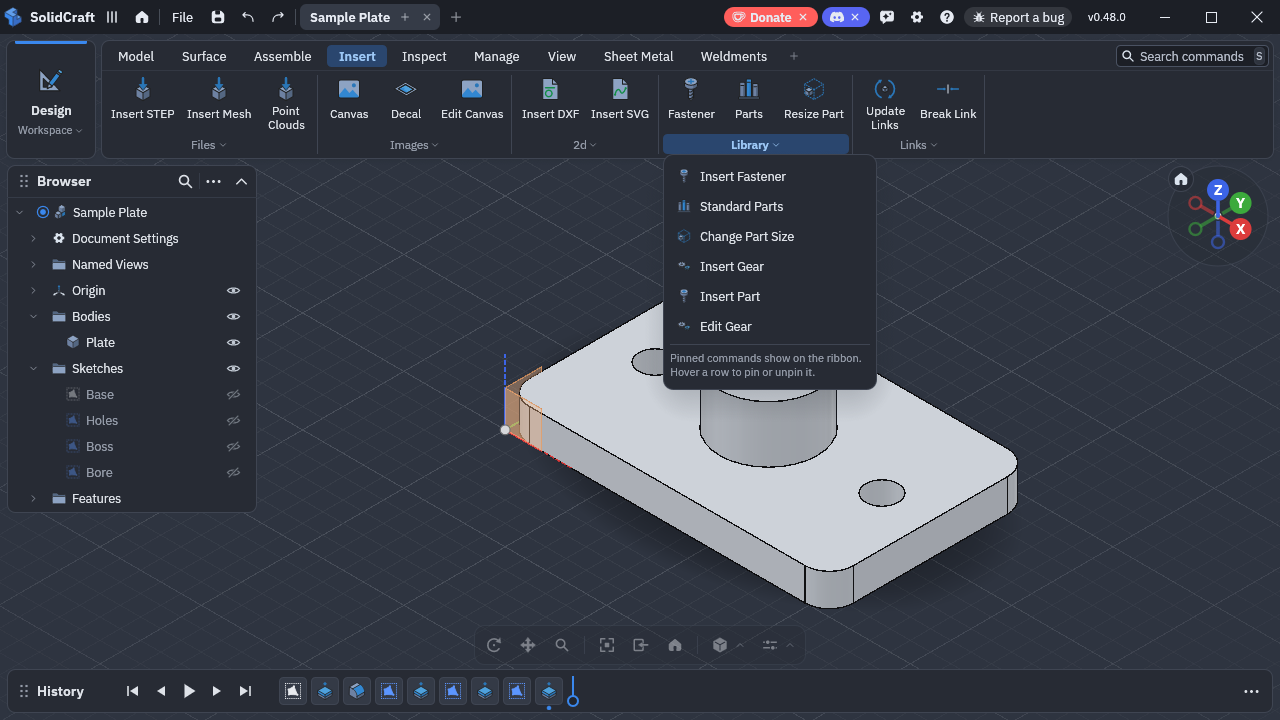 SolidCraft
File
Sample Plate
Donate
Report a bug
v0.48.0
Design
Workspace
Model
Surface
Assemble
Insert
Inspect
Manage
View
Sheet Metal
Weldments
Search commands
S
Insert STEP
Insert Mesh
Point
Clouds
Files
Canvas
Decal
Edit Canvas
Images
Insert DXF
Insert SVG
2d
Fastener
Parts
Resize Part
Library
Update
Links
Break Link
Links
Insert Fastener
Standard Parts
Change Part Size
Insert Gear
Insert Part
Edit Gear
Pinned commands show on the ribbon.
Hover a row to pin or unpin it.
Browser
Sample Plate
Document Settings
Named Views
Origin
Bodies
Plate
Sketches
Base
Holes
Boss
Bore
Features
Z
Y
X
History